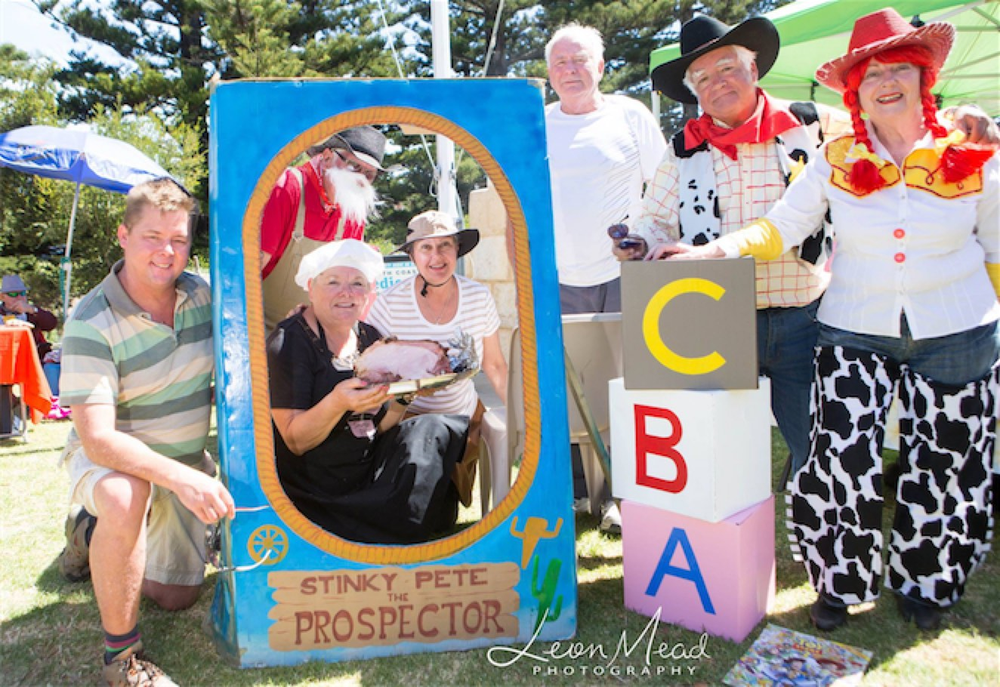 C
B
A
STINKY PETE
THE
PROSPECTOR
Leon Mead
PHOTOGRAPHY